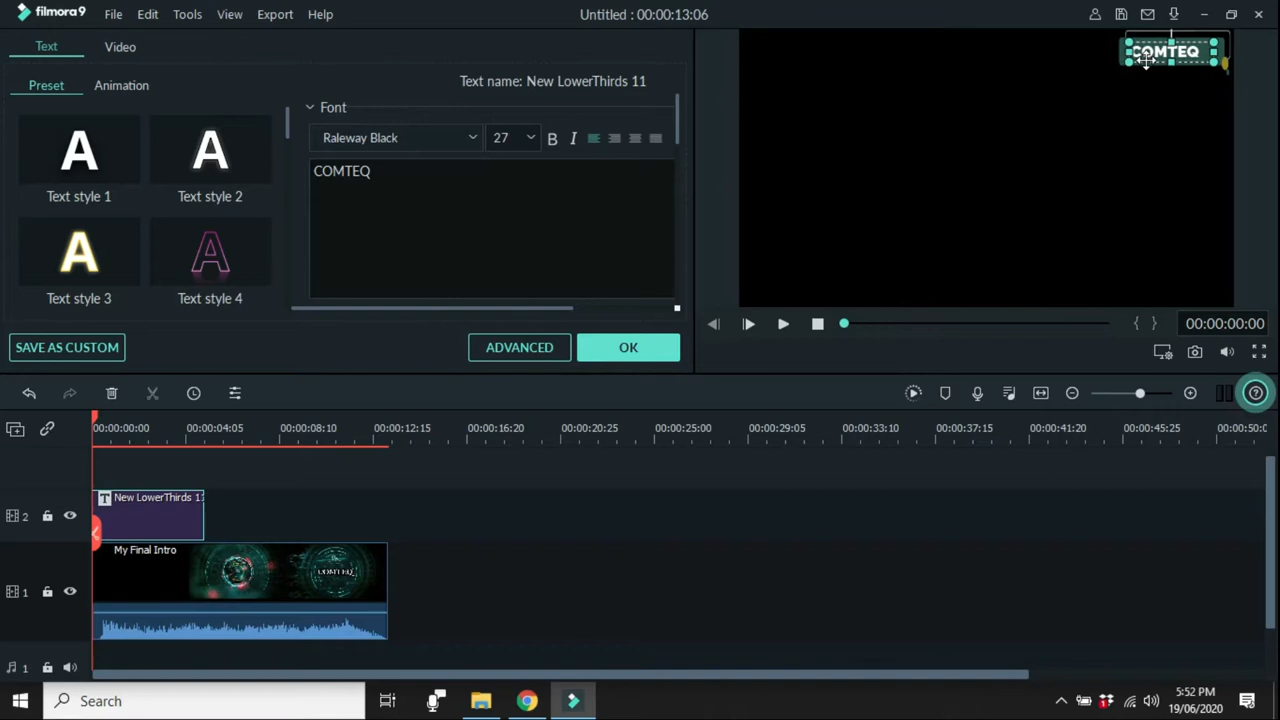 filmora 9 File Edit Tools View Export Help Untitled : 00:00:13:06
Text Video
Preset Animation Text name: New LowerThirds 11
Font
Raleway Black 27 B I
COMTEQ
A A
Text style 1 Text style 2
A A
Text style 3 Text style 4
SAVE AS CUSTOM ADVANCED OK
COMTEQ
{ } 00:00:00:00
00:00:00:00 00:00:04:05 00:00:08:10 00:00:12:15 00:00:16:20 00:00:20:25 00:00:25:00 00:00:29:05 00:00:33:10 00:00:37:15 00:00:41:20 00:00:45:25 00:00:50:0
T New LowerThirds 11
2
My Final Intro
COMTEQ
1
1
Search
5:52 PM
19/06/2020